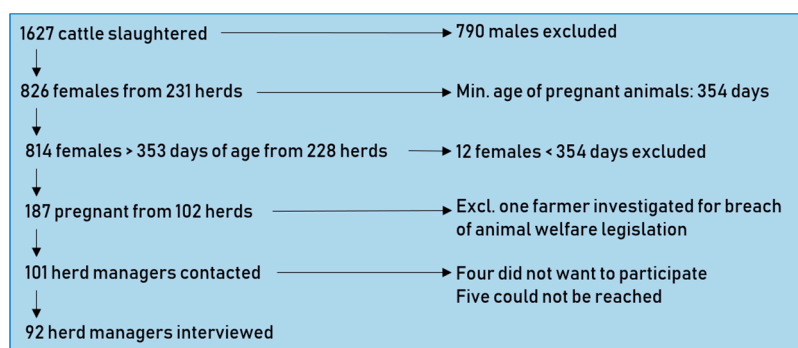 1627 cattle slaughtered
790 males excluded
826 females from 231 herds
Min. age of pregnant animals: 354 days
814 females > 353 days of age from 228 herds
12 females < 354 days excluded
187 pregnant from 102 herds
Excl. one farmer investigated for breach
of animal welfare legislation
101 herd managers contacted
Four did not want to participate
Five could not be reached
92 herd managers interviewed